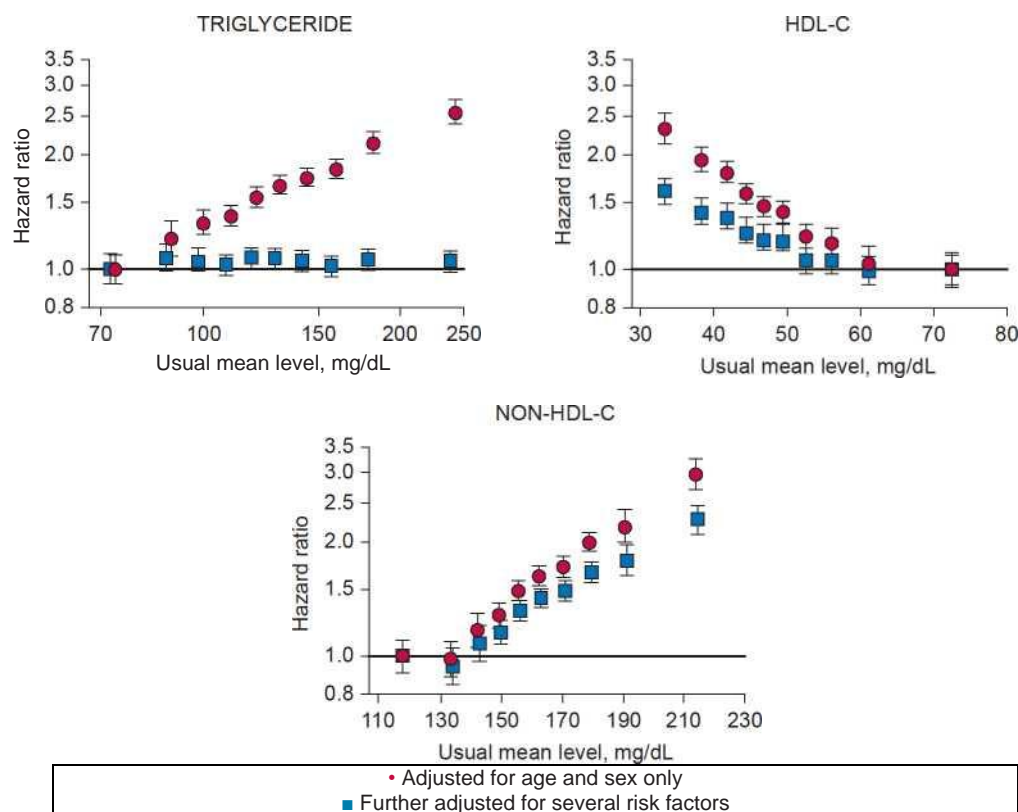 TRIGLYCERIDE
3.5
3.0
2.5
2.0
1.5
1.0
0.8
Hazard ratio
70 100 150 200 250
Usual mean level, mg/dL
HDL-C
3.5
3.0
2.5
2.0
1.5
1.0
0.8
Hazard ratio
30 40 50 60 70 80
Usual mean level, mg/dL
NON-HDL-C
3.5
3.0
2.5
2.0
1.5
1.0
0.8
Hazard ratio
110 130 150 170 190 210 230
Usual mean level, mg/dL
• Adjusted for age and sex only
■ Further adjusted for several risk factors